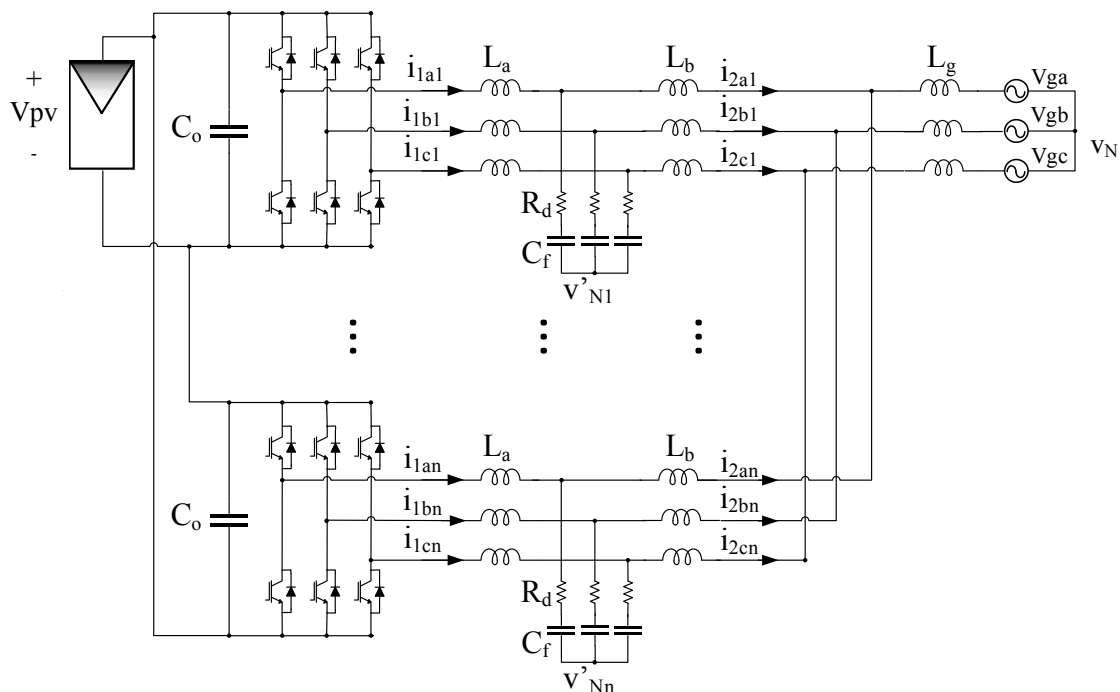 +
Vpv
-
Co
i1a1
i1b1
i1c1
La
Lb
i2a1
i2b1
i2c1
Lg
Vga
Vgb
Vgc
vN
Rd
Cf
v'N1
Co
i1an
i1bn
i1cn
La
Lb
i2an
i2bn
i2cn
Rd
Cf
v'Nn